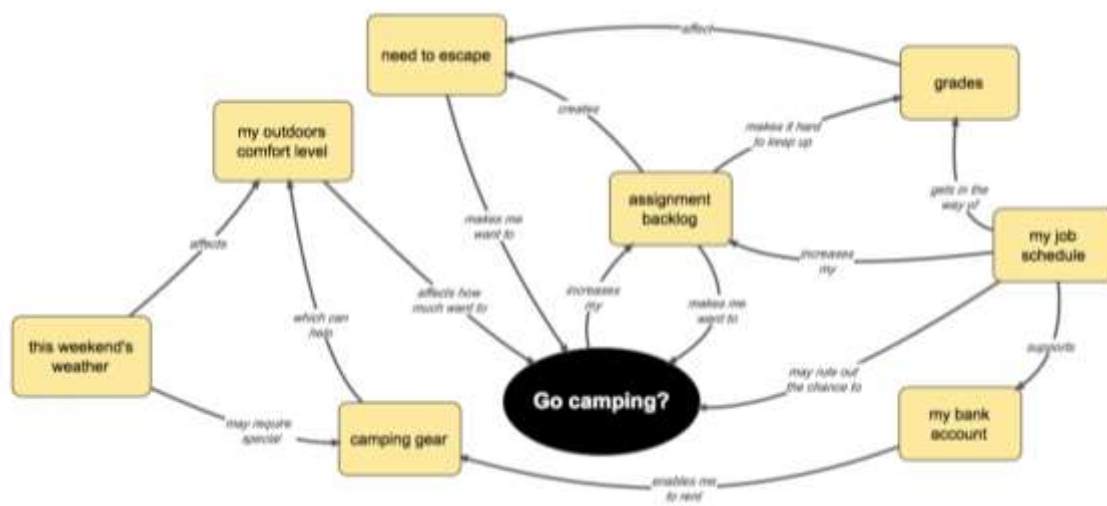 need to escape
affect
grades
my outdoors
comfort level
creates
makes it hard
to keep up
assignment
backlog
gets in the
way of
my job
schedule
affects
makes me
want to
increases
my
increases
my
makes me
want to
affects how
much want to
which can
help
this weekend's
weather
supports
may rule out
the chance to
Go camping?
my bank
account
may require
special
camping gear
enables me
to rent